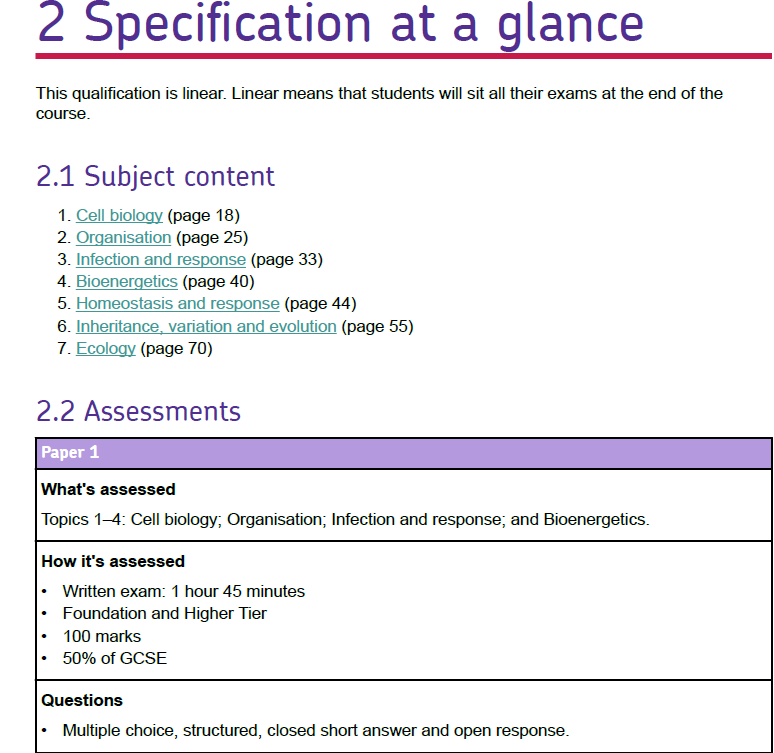 2 Specification at a glance
This qualification is linear. Linear means that students will sit all their exams at the end of the
course.
2.1 Subject content
1. Cell biology (page 18)
2. Organisation (page 25)
3. Infection and response (page 33)
4. Bioenergetics (page 40)
5. Homeostasis and response (page 44)
6. Inheritance, variation and evolution (page 55)
7. Ecology (page 70)
2.2 Assessments
Paper 1
What's assessed
Topics 1–4: Cell biology; Organisation; Infection and response; and Bioenergetics.
How it's assessed
• Written exam: 1 hour 45 minutes
• Foundation and Higher Tier
• 100 marks
• 50% of GCSE
Questions
• Multiple choice, structured, closed short answer and open response.